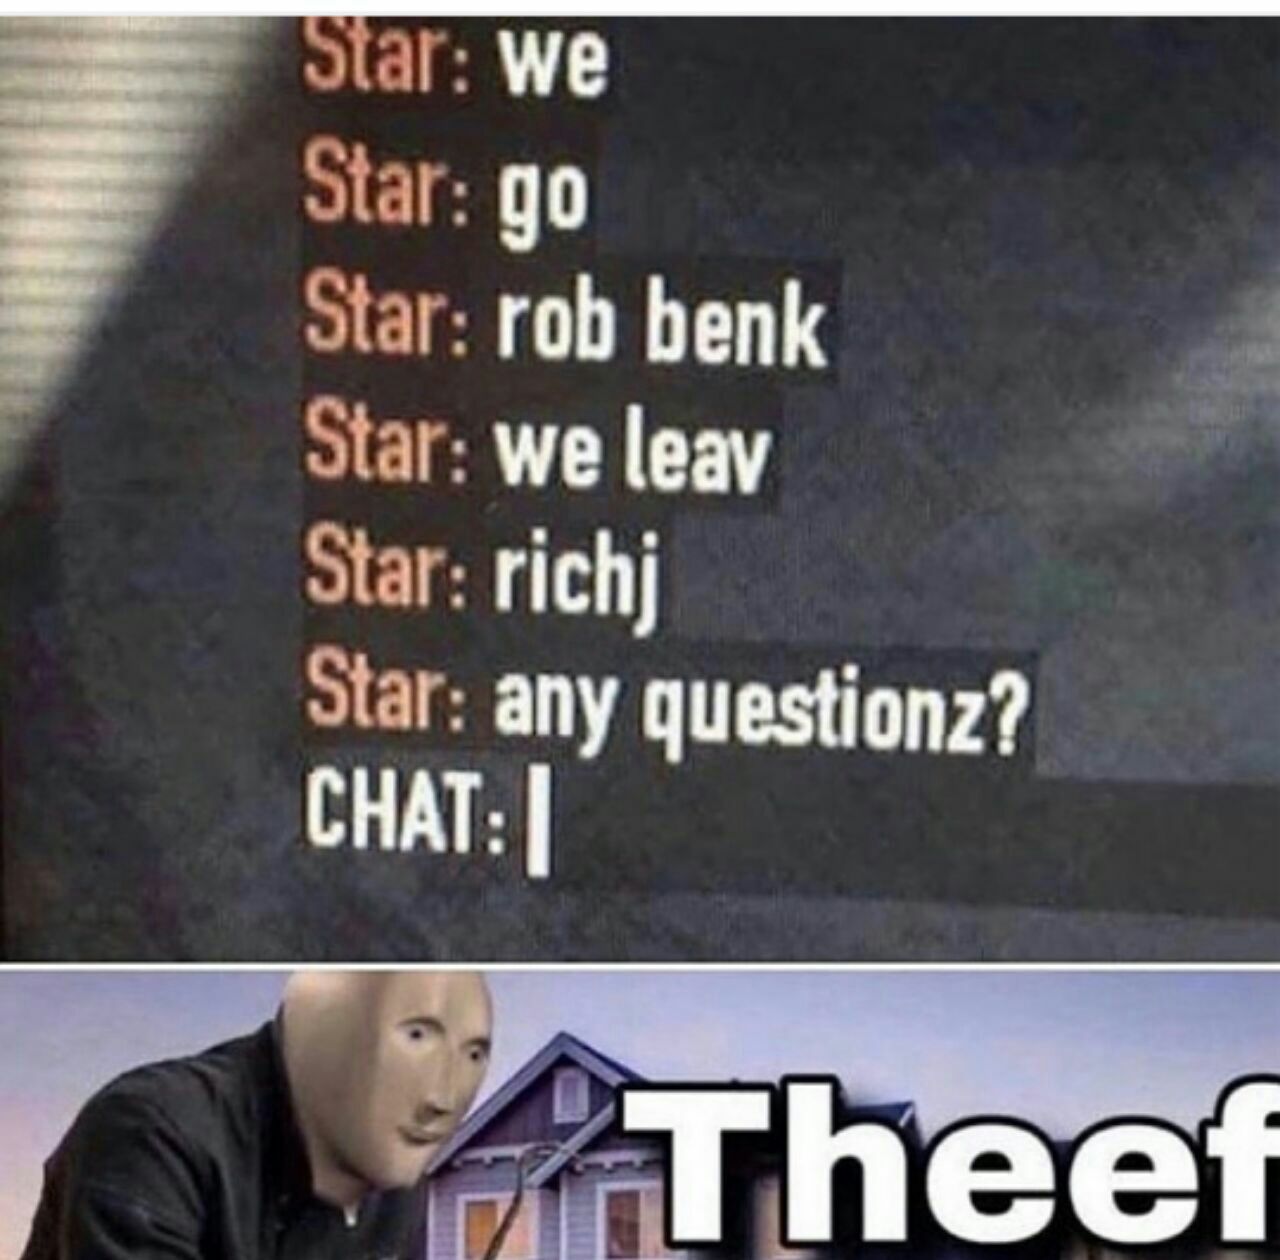 Star: we
Star: go
Star: rob benk
Star: we leav
Star: richj
Star: any questionz?
CHAT:
Theef